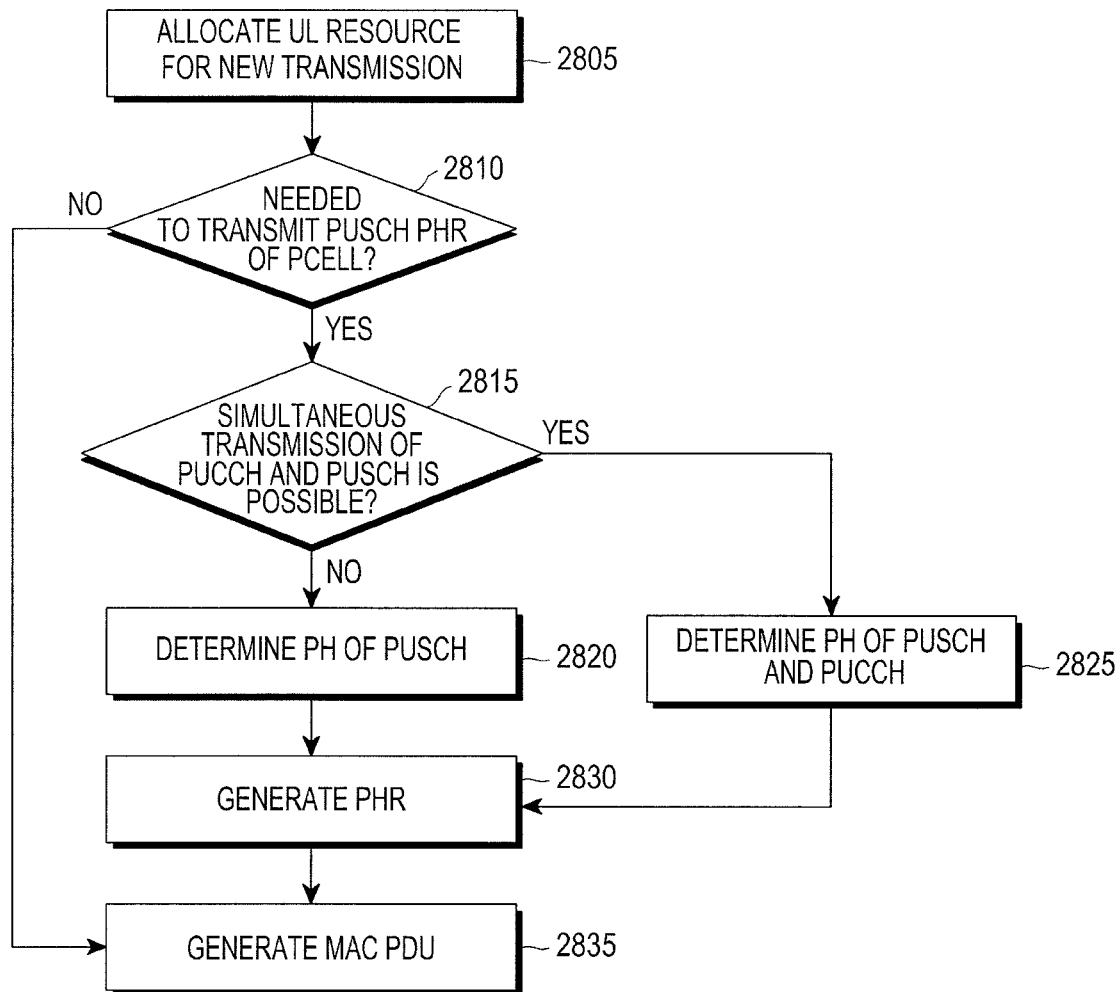 ALLOCATE UL RESOURCE
FOR NEW TRANSMISSION
2805
2810
NO
NEEDED
TO TRANSMIT PUSCH PHR
OF PCELL?
YES
2815
SIMULTANEOUS
TRANSMISSION OF
PUCCH AND PUSCH IS
POSSIBLE?
YES
NO
DETERMINE PH OF PUSCH
2820
DETERMINE PH OF PUSCH
AND PUCCH
2825
GENERATE PHR
2830
GENERATE MAC PDU
2835